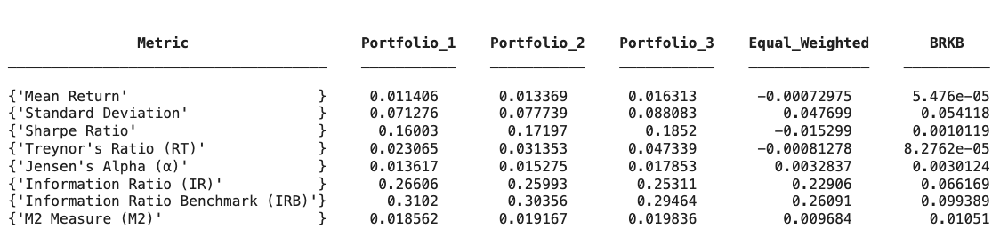 Metric Portfolio_1 Portfolio_2 Portfolio_3 Equal_Weighted BRKB
{'Mean Return' } 0.011406 0.013369 0.016313 -0.00072975 5.476e-05
{'Standard Deviation' } 0.071276 0.077739 0.088083 0.047699 0.054118
{'Sharpe Ratio' } 0.16003 0.17197 0.1852 -0.015299 0.0010119
{'Treynor's Ratio (RT)' } 0.023065 0.031353 0.047339 -0.00081278 8.2762e-05
{'Jensen's Alpha (α)' } 0.013617 0.015275 0.017853 0.0032837 0.0030124
{'Information Ratio (IR)' } 0.26606 0.25993 0.25311 0.22906 0.066169
{'Information Ratio Benchmark (IRB)'} 0.3102 0.30356 0.29464 0.26091 0.099389
{'M2 Measure (M2)' } 0.018562 0.019167 0.019836 0.009684 0.01051